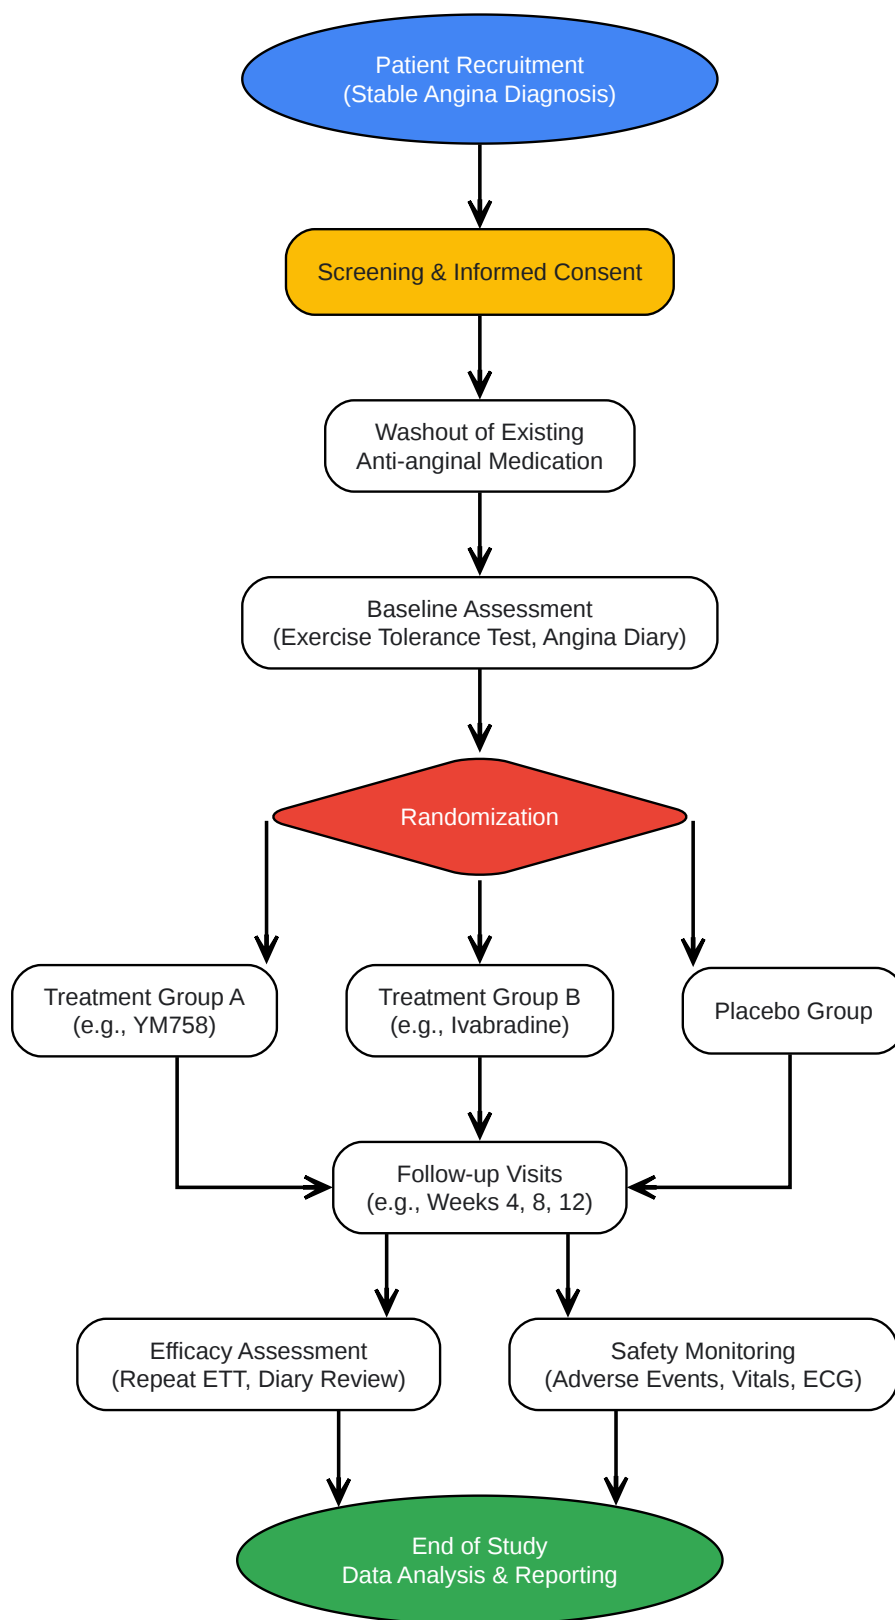 Patient Recruitment
(Stable Angina Diagnosis)
Screening & Informed Consent
Washout of Existing
Anti-anginal Medication
Baseline Assessment
(Exercise Tolerance Test, Angina Diary)
Randomization
Treatment Group A
(e.g., YM758)
Treatment Group B
(e.g., Ivabradine)
Placebo Group
Follow-up Visits
(e.g., Weeks 4, 8, 12)
Efficacy Assessment
(Repeat ETT, Diary Review)
Safety Monitoring
(Adverse Events, Vitals, ECG)
End of Study
Data Analysis & Reporting